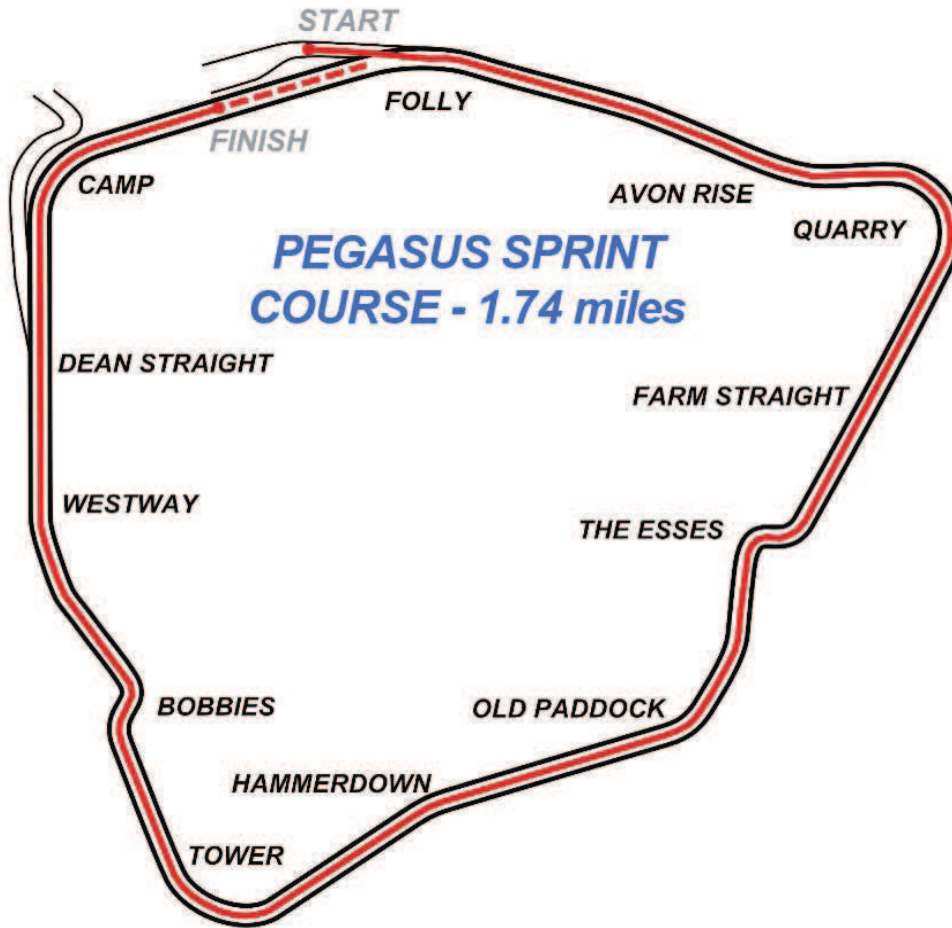 START
FOLLY
FINISH
CAMP
AVON RISE
QUARRY
PEGASUS SPRINT
COURSE - 1.74 miles
DEAN STRAIGHT
FARM STRAIGHT
WESTWAY
THE ESSES
BOBBIES
OLD PADDOCK
HAMMERDOWN
TOWER